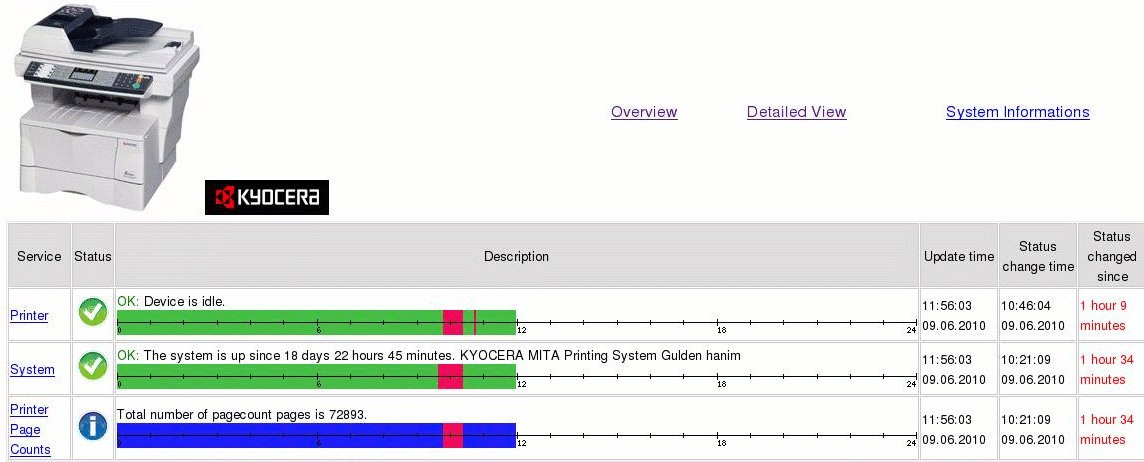 Overview Detailed View System Informations
KYOCERA
Service Status Description Update time Status change time Status changed since
Printer
OK: Device is idle.
0 6 12 18 24
11:56:03
09.06.2010
10:46:04
09.06.2010
1 hour 9
minutes
System
OK: The system is up since 18 days 22 hours 45 minutes. KYOCERA MITA Printing System Gulden hanim
0 6 12 18 24
11:56:03
09.06.2010
10:21:09
09.06.2010
1 hour 34
minutes
Printer
Page
Counts
Total number of pagecount pages is 72893.
0 6 12 18 24
11:56:03
09.06.2010
10:21:09
09.06.2010
1 hour 34
minutes